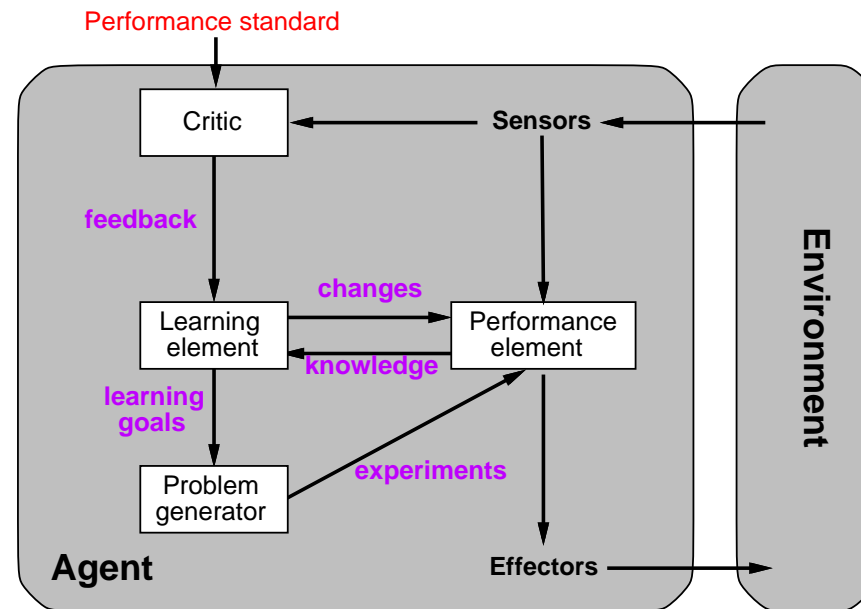 Performance standard
Critic
Sensors
feedback
changes
Learning
element
Performance
element
knowledge
learning
goals
experiments
Problem
generator
Agent
Effectors
Environment